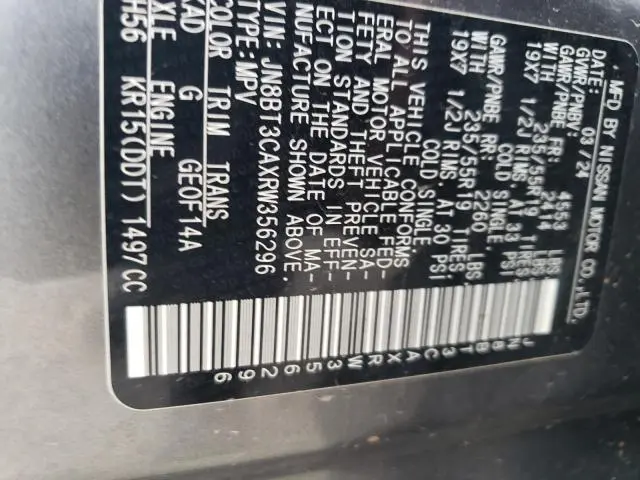 MFD. BY NISSAN MOTOR CO., LTD.
DATE: 03 / 24
GVWR/PNBV: 4553 LBS
GAWR/PNBE FR: 2414 LBS.
WITH 235/55R19 TIRES
19X7 1/2J RIMS. AT 33 PSI
COLD SINGLE
GAWR/PNBE RR: 2260 LBS.
WITH 235/55R19 TIRES
19X7 1/2J RIMS. AT 30 PSI
COLD SINGLE
THIS VEHICLE CONFORMS
TO ALL APPLICABLE FED-
ERAL MOTOR VEHICLE SA-
FETY AND THEFT PREVEN-
TION STANDARDS IN EFF-
ECT ON THE DATE OF MA-
NUFACTURE SHOWN ABOVE.
VIN: JN8BT3CAXRW356296
TYPE: MPV
COLOR TRIM TRANS
KAD G GE0F14A
AXLE ENGINE
H56 KR15(DDT) 1497CC
JN8BT3CAXRW356296